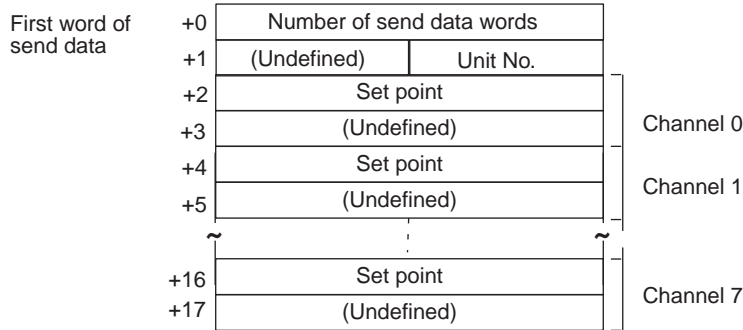 First word of
send data
+0 Number of send data words
+1 (Undefined) Unit No.
+2 Set point
+3 (Undefined)
Channel 0
+4 Set point
+5 (Undefined)
Channel 1
~ ~
+16 Set point
+17 (Undefined)
Channel 7